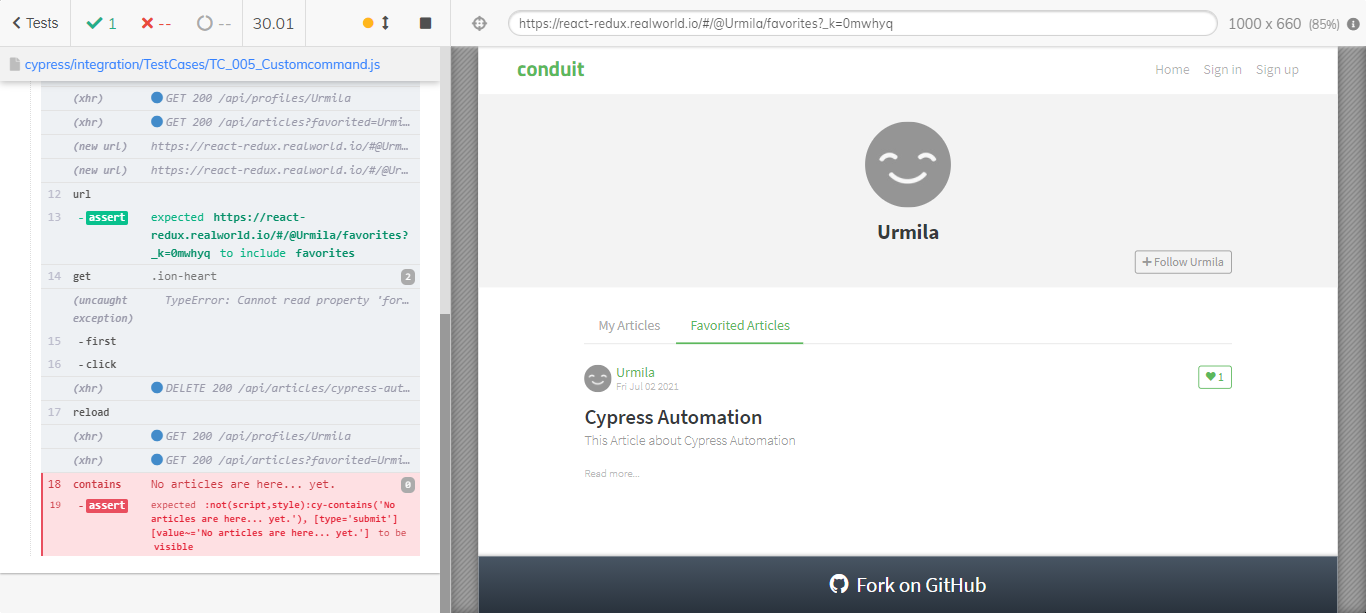 Tests
1
--
--
30.01
https://react-redux.realworld.io/#/@Urmila/favorites?_k=0mwhyq
1000 x 660 (85%)
cypress/integration/TestCases/TC_005_Customcommand.js
(xhr) GET 200 /api/profiles/Urmila
(xhr) GET 200 /api/articles?favorited=Urmi…
(new url) https://react-redux.realworld.io/#@Urm…
(new url) https://react-redux.realworld.io/#/@Ur…
12 url
13 -assert expected https://react-
redux.realworld.io/#/@Urmila/favorites?
_k=0mwhyq to include favorites
14 get .ion-heart 2
(uncaught TypeError: Cannot read property 'for…
exception)
15 -first
16 -click
(xhr) DELETE 200 /api/articles/cypress-aut…
17 reload
(xhr) GET 200 /api/profiles/Urmila
(xhr) GET 200 /api/articles?favorited=Urmi…
18 contains No articles are here... yet. 0
19 -assert expected :not(script,style):cy-contains('No
articles are here... yet.'), [type='submit']
[value~='No articles are here... yet.'] to be
visible
conduit
Home Sign in Sign up
Urmila
+ Follow Urmila
My Articles Favorited Articles
Urmila
Fri Jul 02 2021
1
Cypress Automation
This Article about Cypress Automation
Read more...
Fork on GitHub